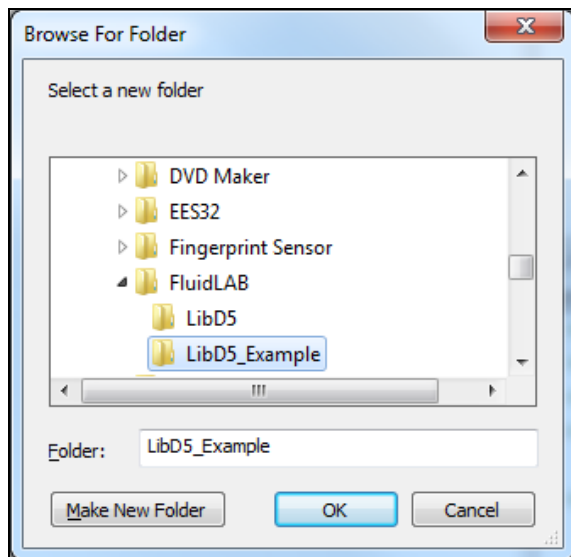 Browse For Folder
Select a new folder
DVD Maker
EES32
Fingerprint Sensor
FluidLAB
LibD5
LibD5_Example
Folder: LibD5_Example
Make New Folder OK Cancel